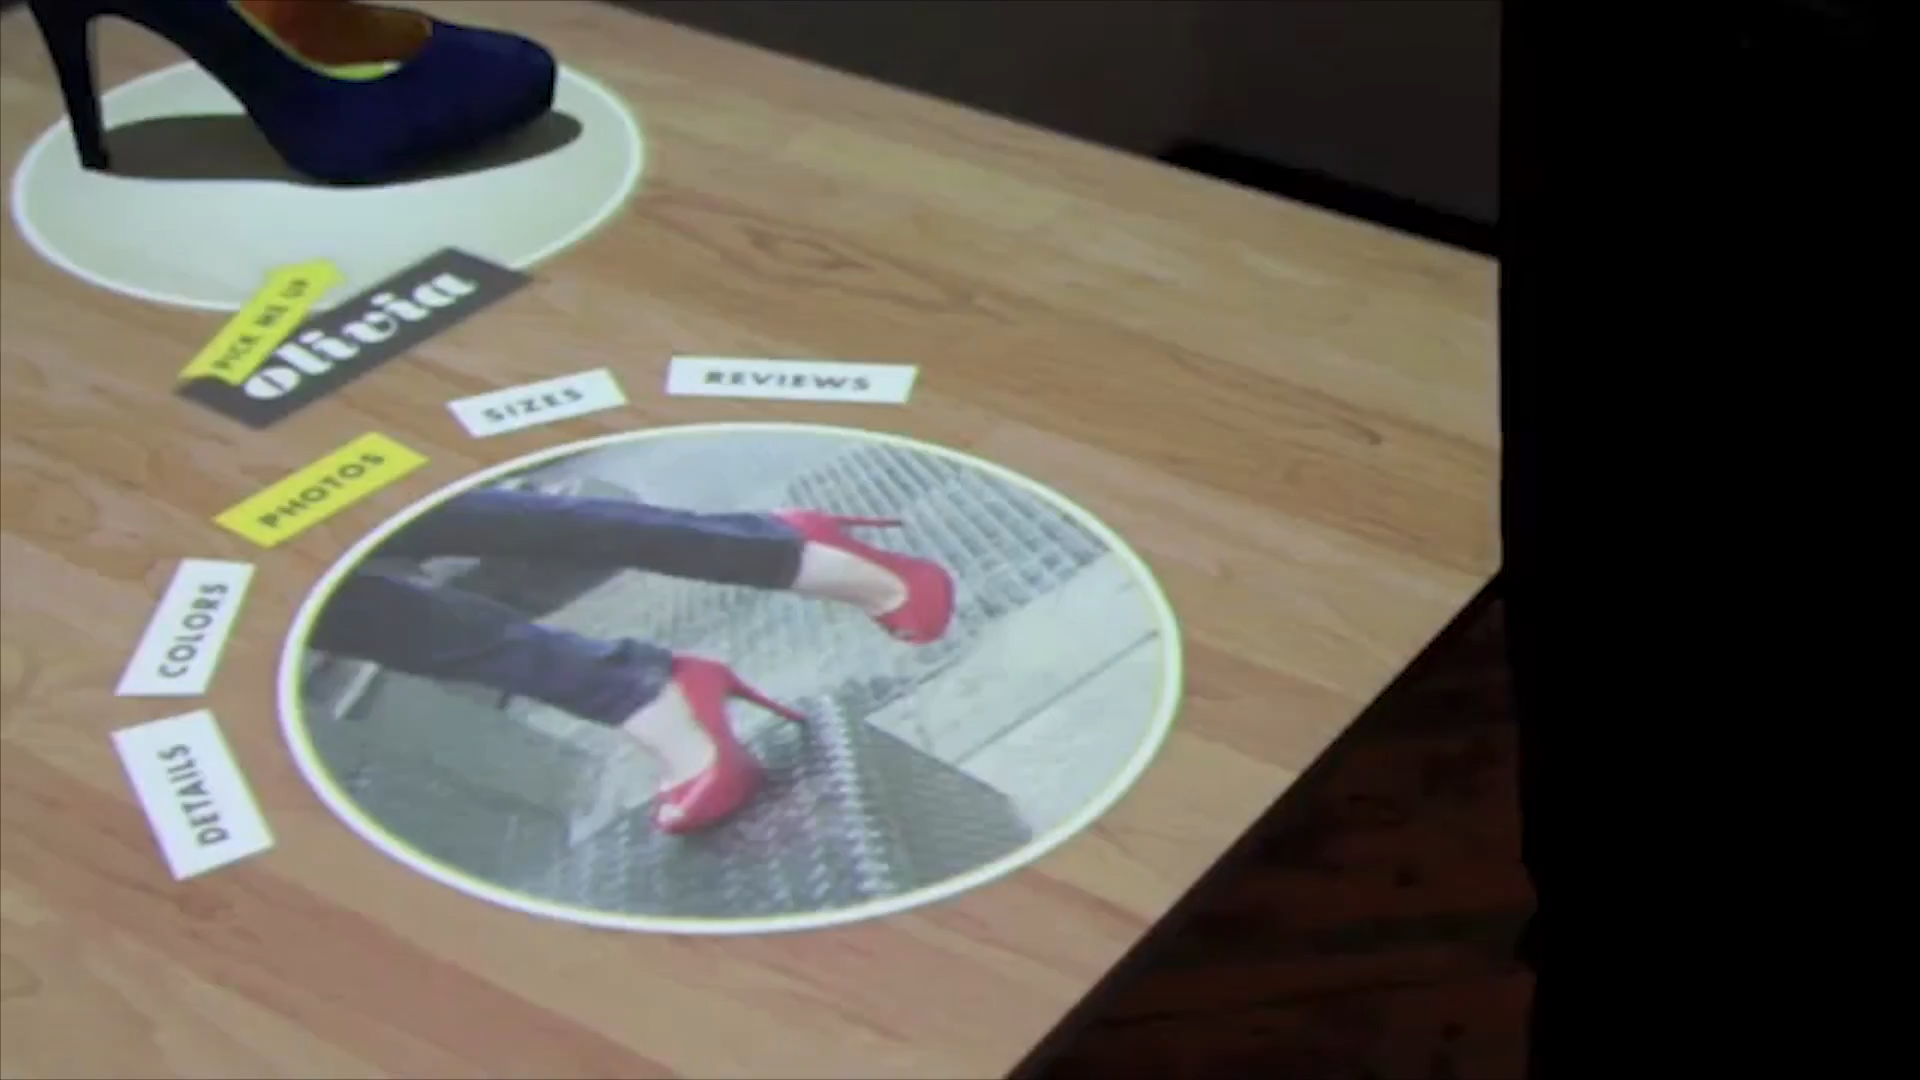 PICK ME UP
olivia
REVIEWS
SIZES
PHOTOS
COLORS
DETAILS